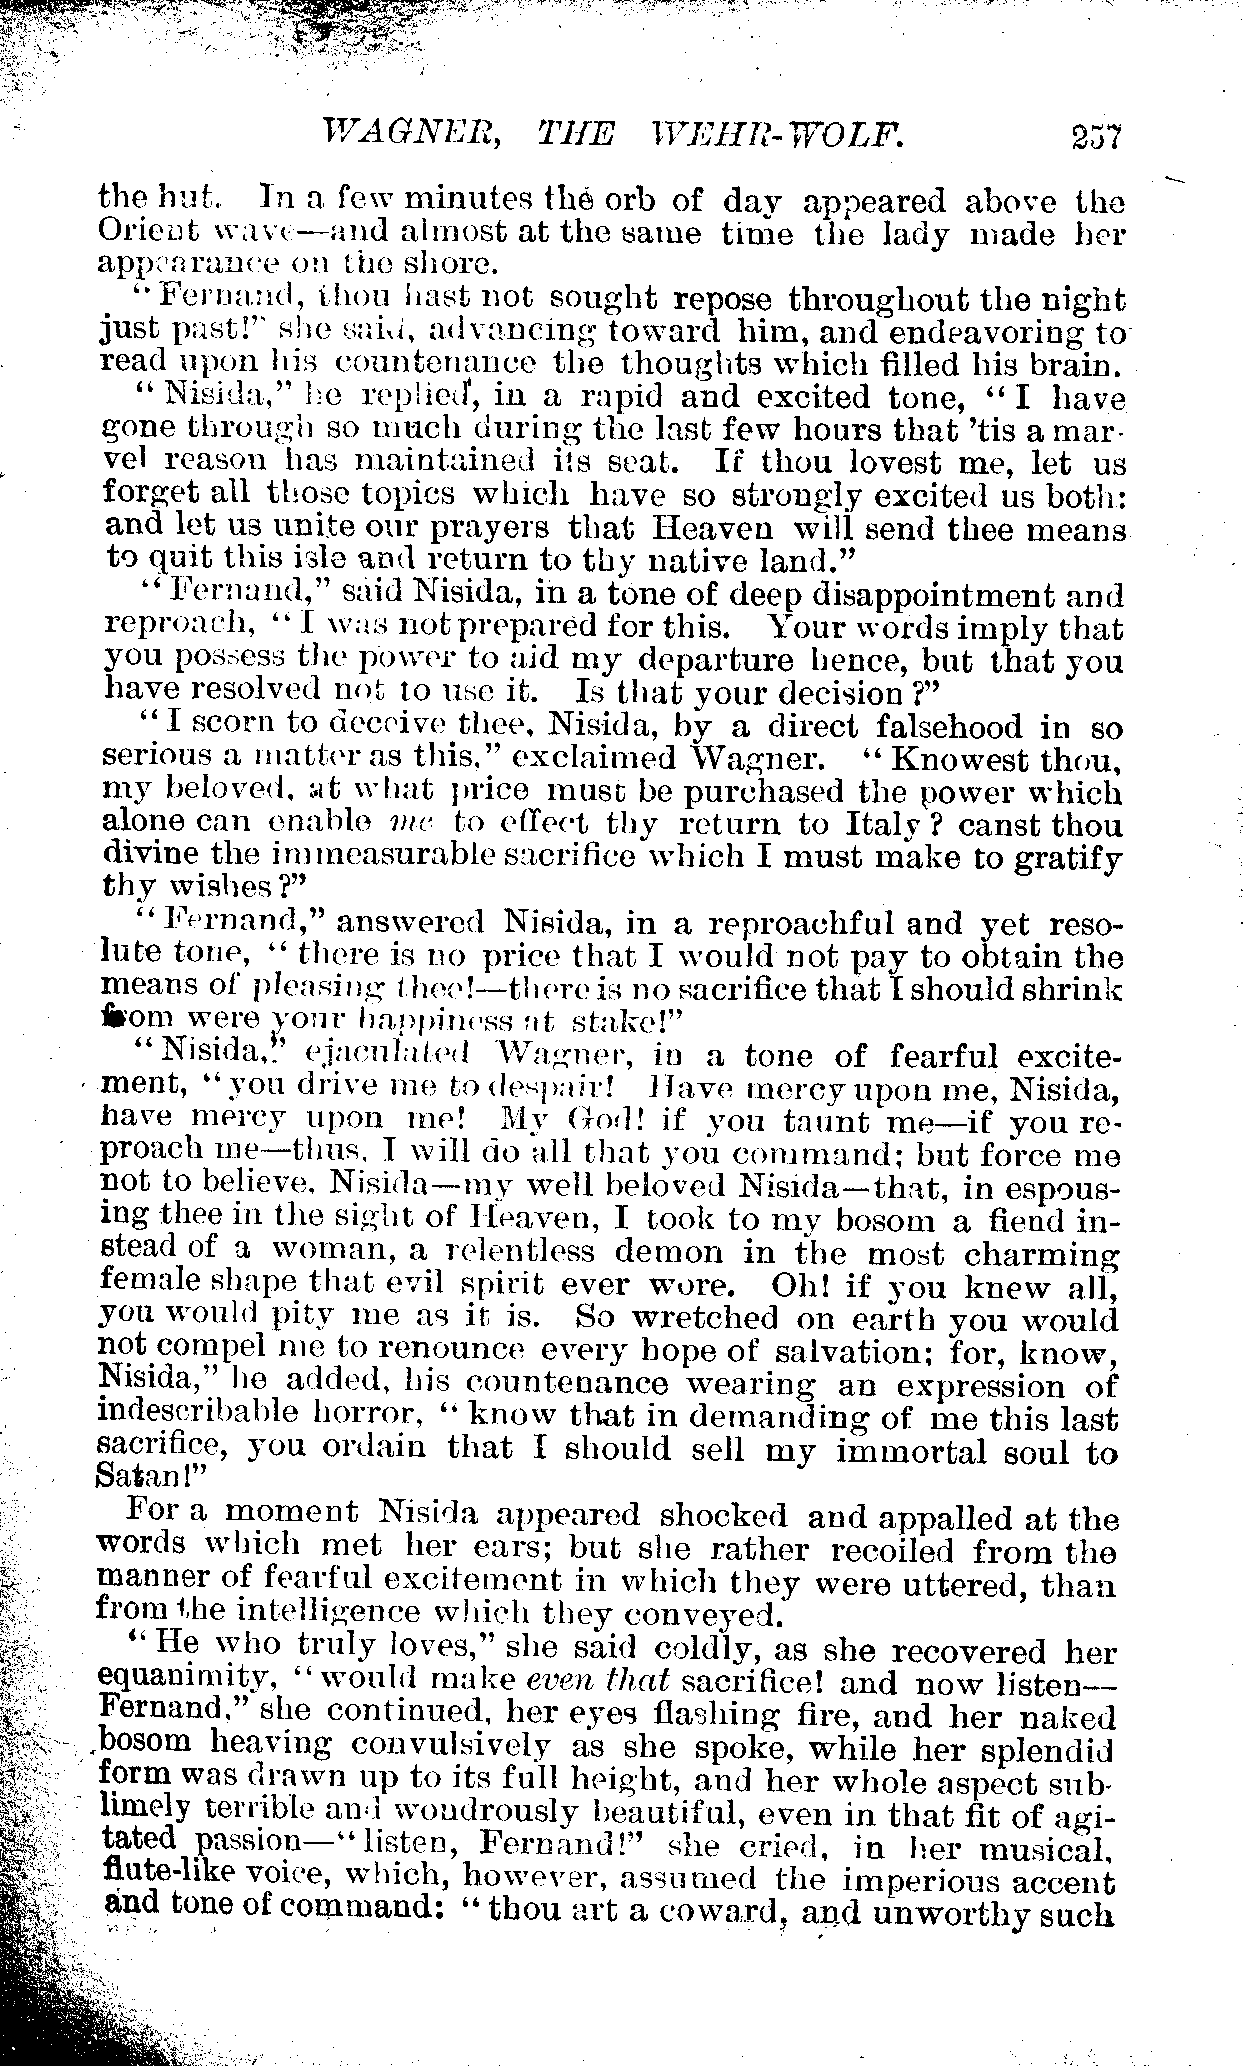 WAGNER, THE WEHR-WOLF. 257
the hut. In a few minutes the orb of day appeared above the
Orient wave—and almost at the same time the lady made her
appearance on the shore.
"Fernand, thou hast not sought repose throughout the night
just past!" she said, advancing toward him, and endeavoring to
read upon his countenance the thoughts which filled his brain.
"Nisida," he replied, in a rapid and excited tone, "I have
gone through so much during the last few hours that 'tis a mar-
vel reason has maintained its seat. If thou lovest me, let us
forget all those topics which have so strongly excited us both:
and let us unite our prayers that Heaven will send thee means
to quit this isle and return to thy native land."
"Fernand," said Nisida, in a tone of deep disappointment and
reproach, "I was not prepared for this. Your words imply that
you possess the power to aid my departure hence, but that you
have resolved not to use it. Is that your decision?"
"I scorn to deceive thee, Nisida, by a direct falsehood in so
serious a matter as this," exclaimed Wagner. "Knowest thou,
my beloved, at what price must be purchased the power which
alone can enable me to effect thy return to Italy? canst thou
divine the immeasurable sacrifice which I must make to gratify
thy wishes?"
"Fernand," answered Nisida, in a reproachful and yet reso-
lute tone, "there is no price that I would not pay to obtain the
means of pleasing thee!—there is no sacrifice that I should shrink
from were your happiness at stake!"
"Nisida," ejaculated Wagner, in a tone of fearful excite-
ment, "you drive me to despair! Have mercy upon me, Nisida,
have mercy upon me! My God! if you taunt me—if you re-
proach me—thus, I will do all that you command; but force me
not to believe, Nisida—my well beloved Nisida—that, in espous-
ing thee in the sight of Heaven, I took to my bosom a fiend in-
stead of a woman, a relentless demon in the most charming
female shape that evil spirit ever wore. Oh! if you knew all,
you would pity me as it is. So wretched on earth you would
not compel me to renounce every hope of salvation; for, know,
Nisida," he added, his countenance wearing an expression of
indescribable horror, "know that in demanding of me this last
sacrifice, you ordain that I should sell my immortal soul to
Satan!"
For a moment Nisida appeared shocked and appalled at the
words which met her ears; but she rather recoiled from the
manner of fearful excitement in which they were uttered, than
from the intelligence which they conveyed.
"He who truly loves," she said coldly, as she recovered her
equanimity, "would make even that sacrifice! and now listen—
Fernand," she continued, her eyes flashing fire, and her naked
bosom heaving convulsively as she spoke, while her splendid
form was drawn up to its full height, and her whole aspect sub-
limely terrible and wondrously beautiful, even in that fit of agi-
tated passion—"listen, Fernand!" she cried, in her musical,
flute-like voice, which, however, assumed the imperious accent
and tone of command: "thou art a coward, and unworthy such